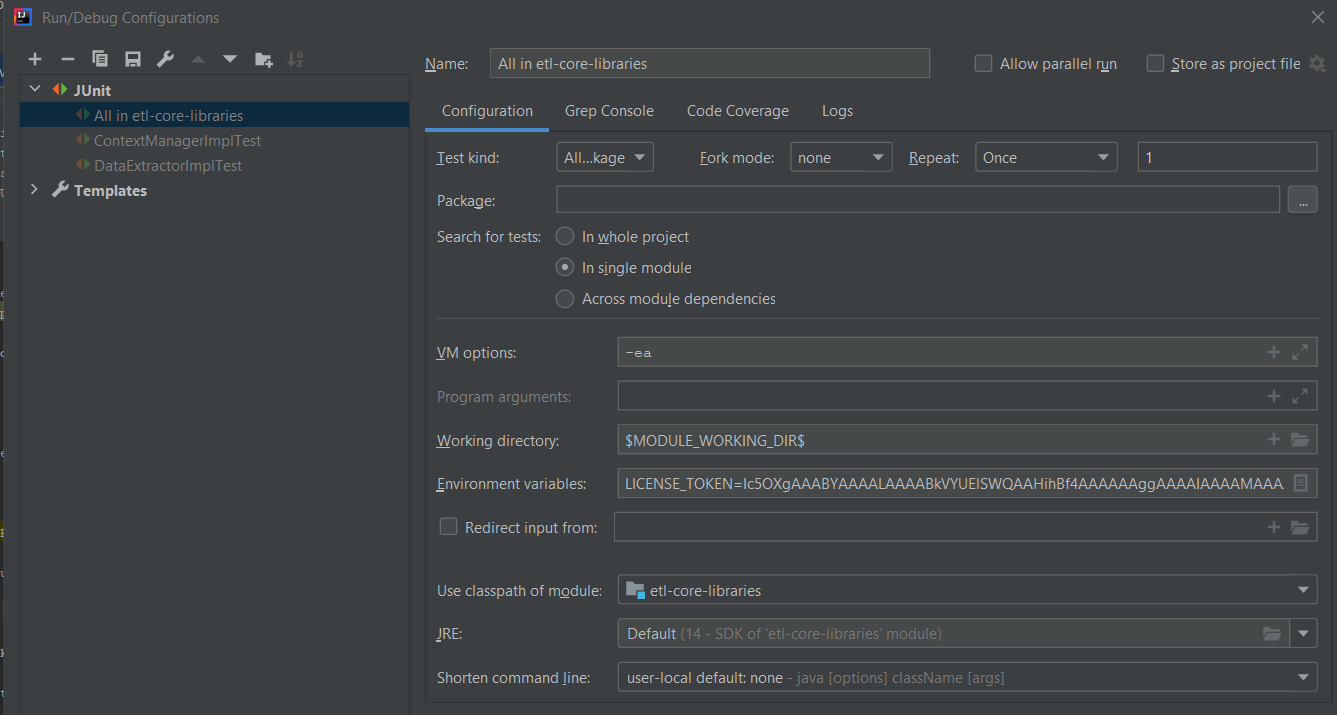 Run/Debug Configurations
Name: All in etl-core-libraries Allow parallel run Store as project file
JUnit
All in etl-core-libraries
ContextManagerImplTest
DataExtractorImplTest
Templates
Configuration Grep Console Code Coverage Logs
Test kind: All...kage Fork mode: none Repeat: Once 1
Package: ...
Search for tests: In whole project
In single module
Across module dependencies
VM options: -ea
Program arguments:
Working directory: $MODULE_WORKING_DIR$
Environment variables:
Redirect input from:
Use classpath of module: etl-core-libraries
JRE: Default (14 - SDK of 'etl-core-libraries' module)
Shorten command line: user-local default: none - java [options] className [args]